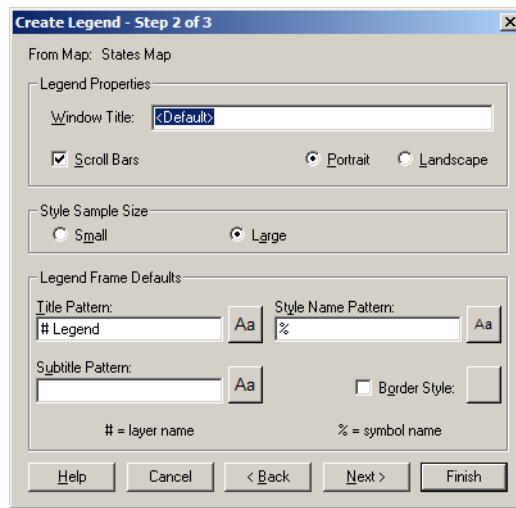 Create Legend - Step 2 of 3
From Map: States Map
Legend Properties
Window Title: <Default>
Scroll Bars Portrait Landscape
Style Sample Size
Small Large
Legend Frame Defaults
Title Pattern: Style Name Pattern:
# Legend Aa % Aa
Subtitle Pattern:
Aa Border Style:
# = layer name % = symbol name
Help Cancel < Back Next > Finish